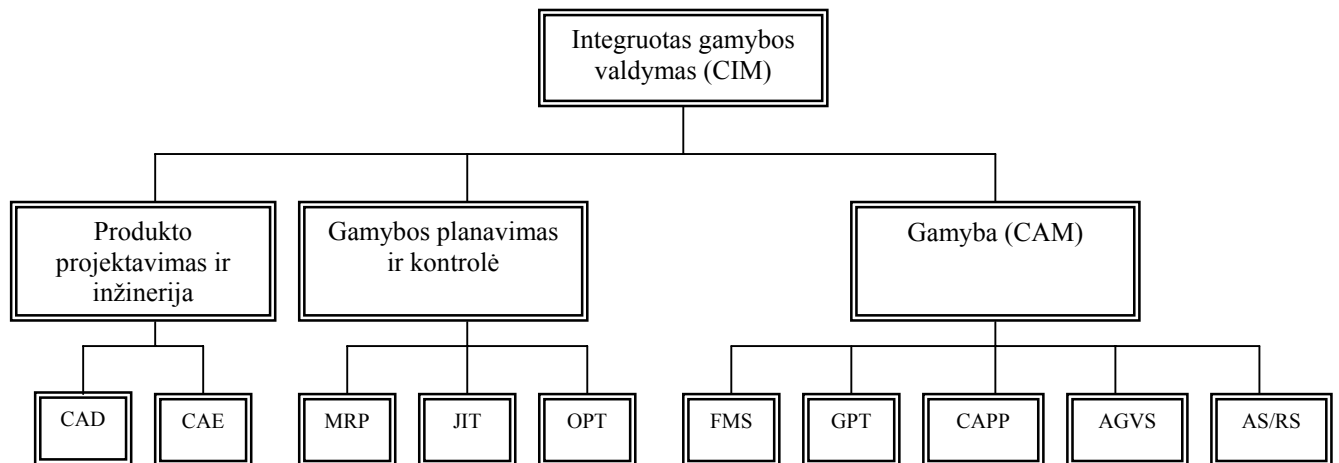 Integruotas gamybos
valdymas (CIM)
Produkto
projektavimas ir
inžinerija
Gamybos planavimas
ir kontrolė
Gamyba (CAM)
CAD
CAE
MRP
JIT
OPT
FMS
GPT
CAPP
AGVS
AS/RS